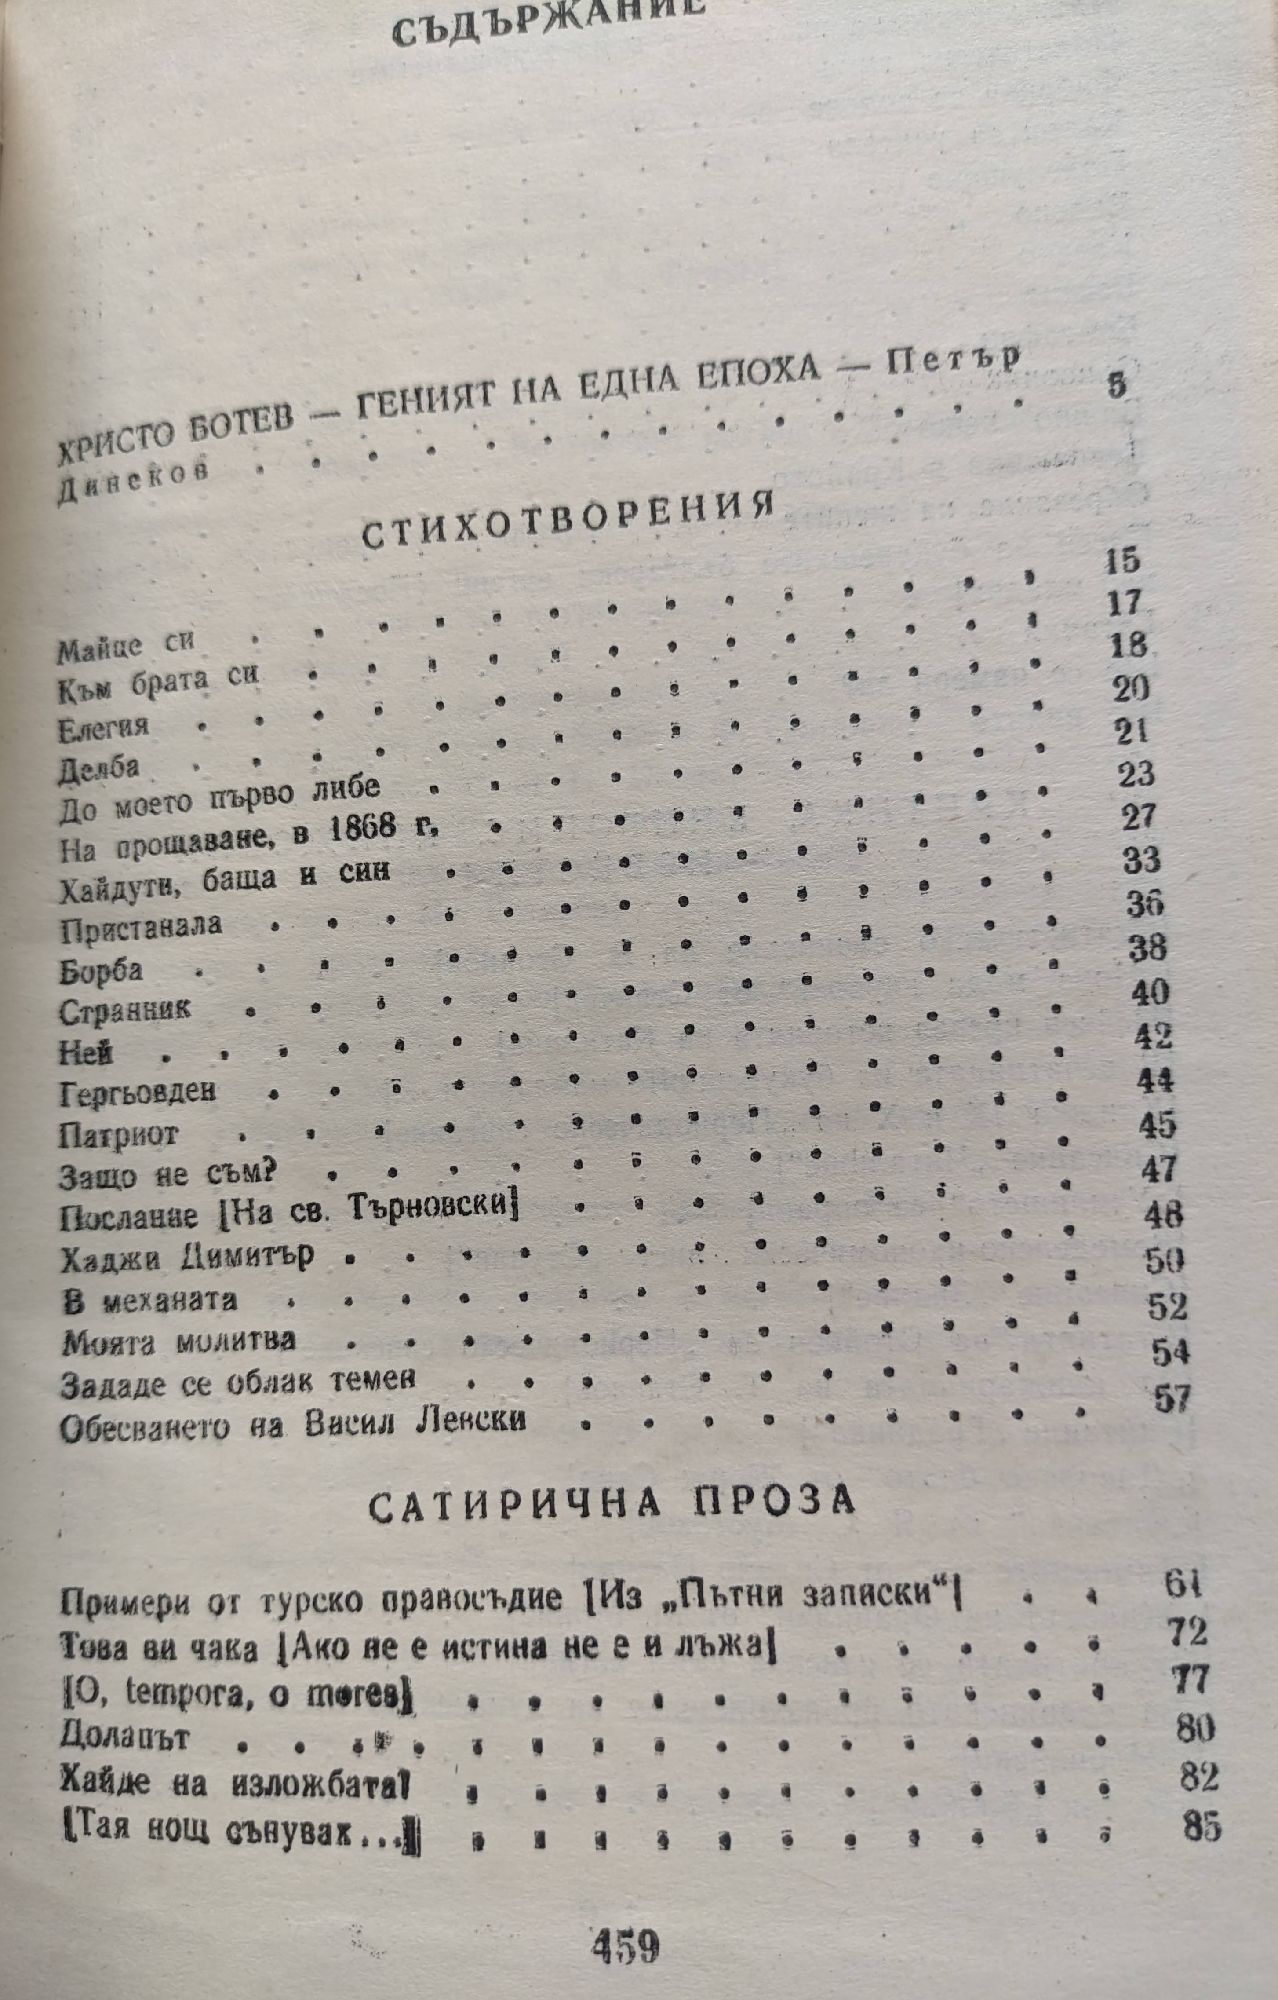 СЪДЪРЖАНИЕ
ХРИСТО БОТЕВ — ГЕНИЯТ НА ЕДНА ЕПОХА — Петър
Динеков . . . . . . . . . . . . . . 5
СТИХОТВОРЕНИЯ
Майце си . . . . . . . . . . . . . . 15
Към брата си . . . . . . . . . . . . . 17
Елегия . . . . . . . . . . . . . . . 18
Делба . . . . . . . . . . . . . . . 20
До моето първо либе . . . . . . . . . . . 21
На прощаване, в 1868 г. . . . . . . . . . . 23
Хайдути, баща и син . . . . . . . . . . . 27
Пристанала . . . . . . . . . . . . . . 33
Борба . . . . . . . . . . . . . . . 36
Странник . . . . . . . . . . . . . . 38
Ней . . . . . . . . . . . . . . . . 40
Гергьовден . . . . . . . . . . . . . . 42
Патриот . . . . . . . . . . . . . . 44
Защо не съм? . . . . . . . . . . . . . 45
Послание [На св. Търновски] . . . . . . . . . 47
Хаджи Димитър . . . . . . . . . . . . . 48
В механата . . . . . . . . . . . . . . 50
Моята молитва . . . . . . . . . . . . . 52
Зададе се облак темен . . . . . . . . . . . 54
Обесването на Васил Левски . . . . . . . . . 57
САТИРИЧНА ПРОЗА
Примери от турско правосъдие [Из „Пътни записки“] . . 61
Това ви чака [Ако не е истина не е и лъжа] . . . . . 72
[O, tempora, o mores] . . . . . . . . . . . 77
Долапът . . . . . . . . . . . . . . . 80
Хайде на изложбата! . . . . . . . . . . . 82
[Тая нощ сънувах...] . . . . . . . . . . . 85
459